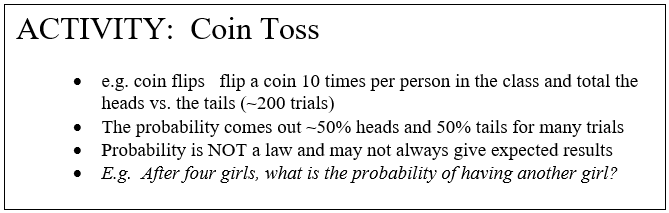 ACTIVITY:  Coin Toss
• e.g. coin flips   flip a coin 10 times per person in the class and total the
heads vs. the tails (~200 trials)
• The probability comes out ~50% heads and 50% tails for many trials
• Probability is NOT a law and may not always give expected results
• E.g.  After four girls, what is the probability of having another girl?